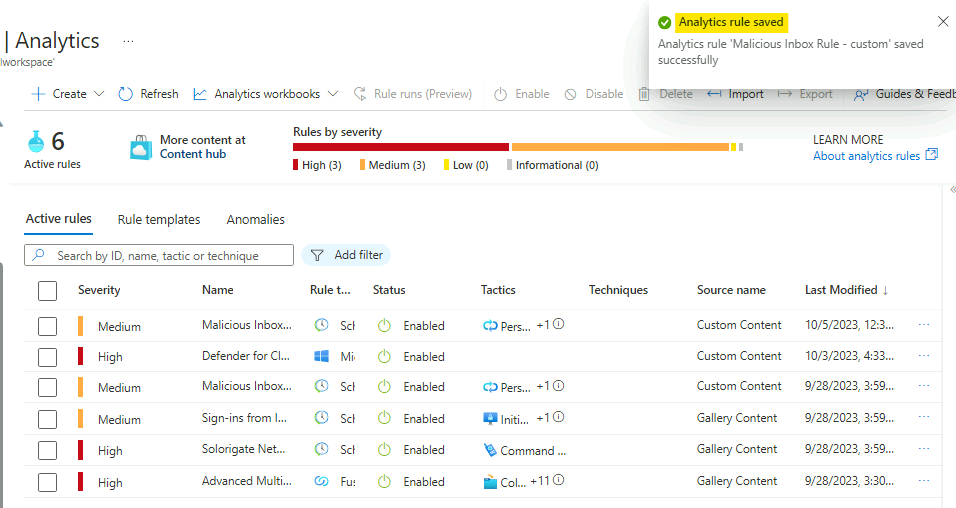 Analytics rule saved
Analytics rule 'Malicious Inbox Rule - custom' saved
successfully
| Analytics ...
lworkspace'
Create Refresh Analytics workbooks Rule runs (Preview) Enable Disable Delete Import Export Guides & Feedb
6
Active rules
More content at
Content hub
Rules by severity
High (3) Medium (3) Low (0) Informational (0)
LEARN MORE
About analytics rules
Active rules Rule templates Anomalies
Search by ID, name, tactic or technique Add filter
Severity Name Rule t... Status Tactics Techniques Source name Last Modified ↓
Medium Malicious Inbox... Sch Enabled Pers... +1 Custom Content 10/5/2023, 12:3... ...
High Defender for Cl... Mi Enabled Custom Content 10/3/2023, 4:33... ...
Medium Malicious Inbox... Sch Enabled Pers... +1 Custom Content 9/28/2023, 3:59... ...
Medium Sign-ins from I... Sch Enabled Initi... +1 Gallery Content 9/28/2023, 3:59... ...
High Solorigate Net... Sch Enabled Command ... Gallery Content 9/28/2023, 3:59... ...
High Advanced Multi... Fus Enabled Col... +11 Gallery Content 9/28/2023, 3:30... ...